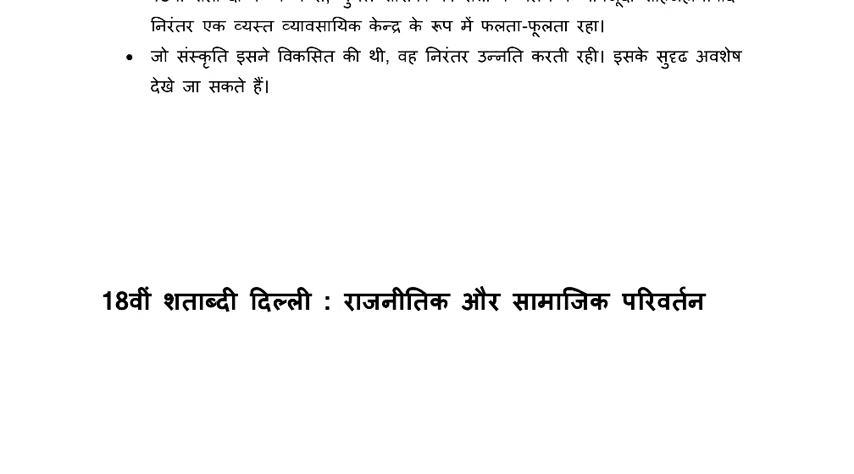 निरंतर एक व्यस्त व्यावसायिक केन्द्र के रूप में फलता-फूलता रहा।
• जो संस्कृति इसने विकसित की थी, वह निरंतर उन्नति करती रही। इसके सुदृढ अवशेष
देखे जा सकते हैं।
18वीं शताब्दी दिल्ली : राजनीतिक और सामाजिक परिवर्तन